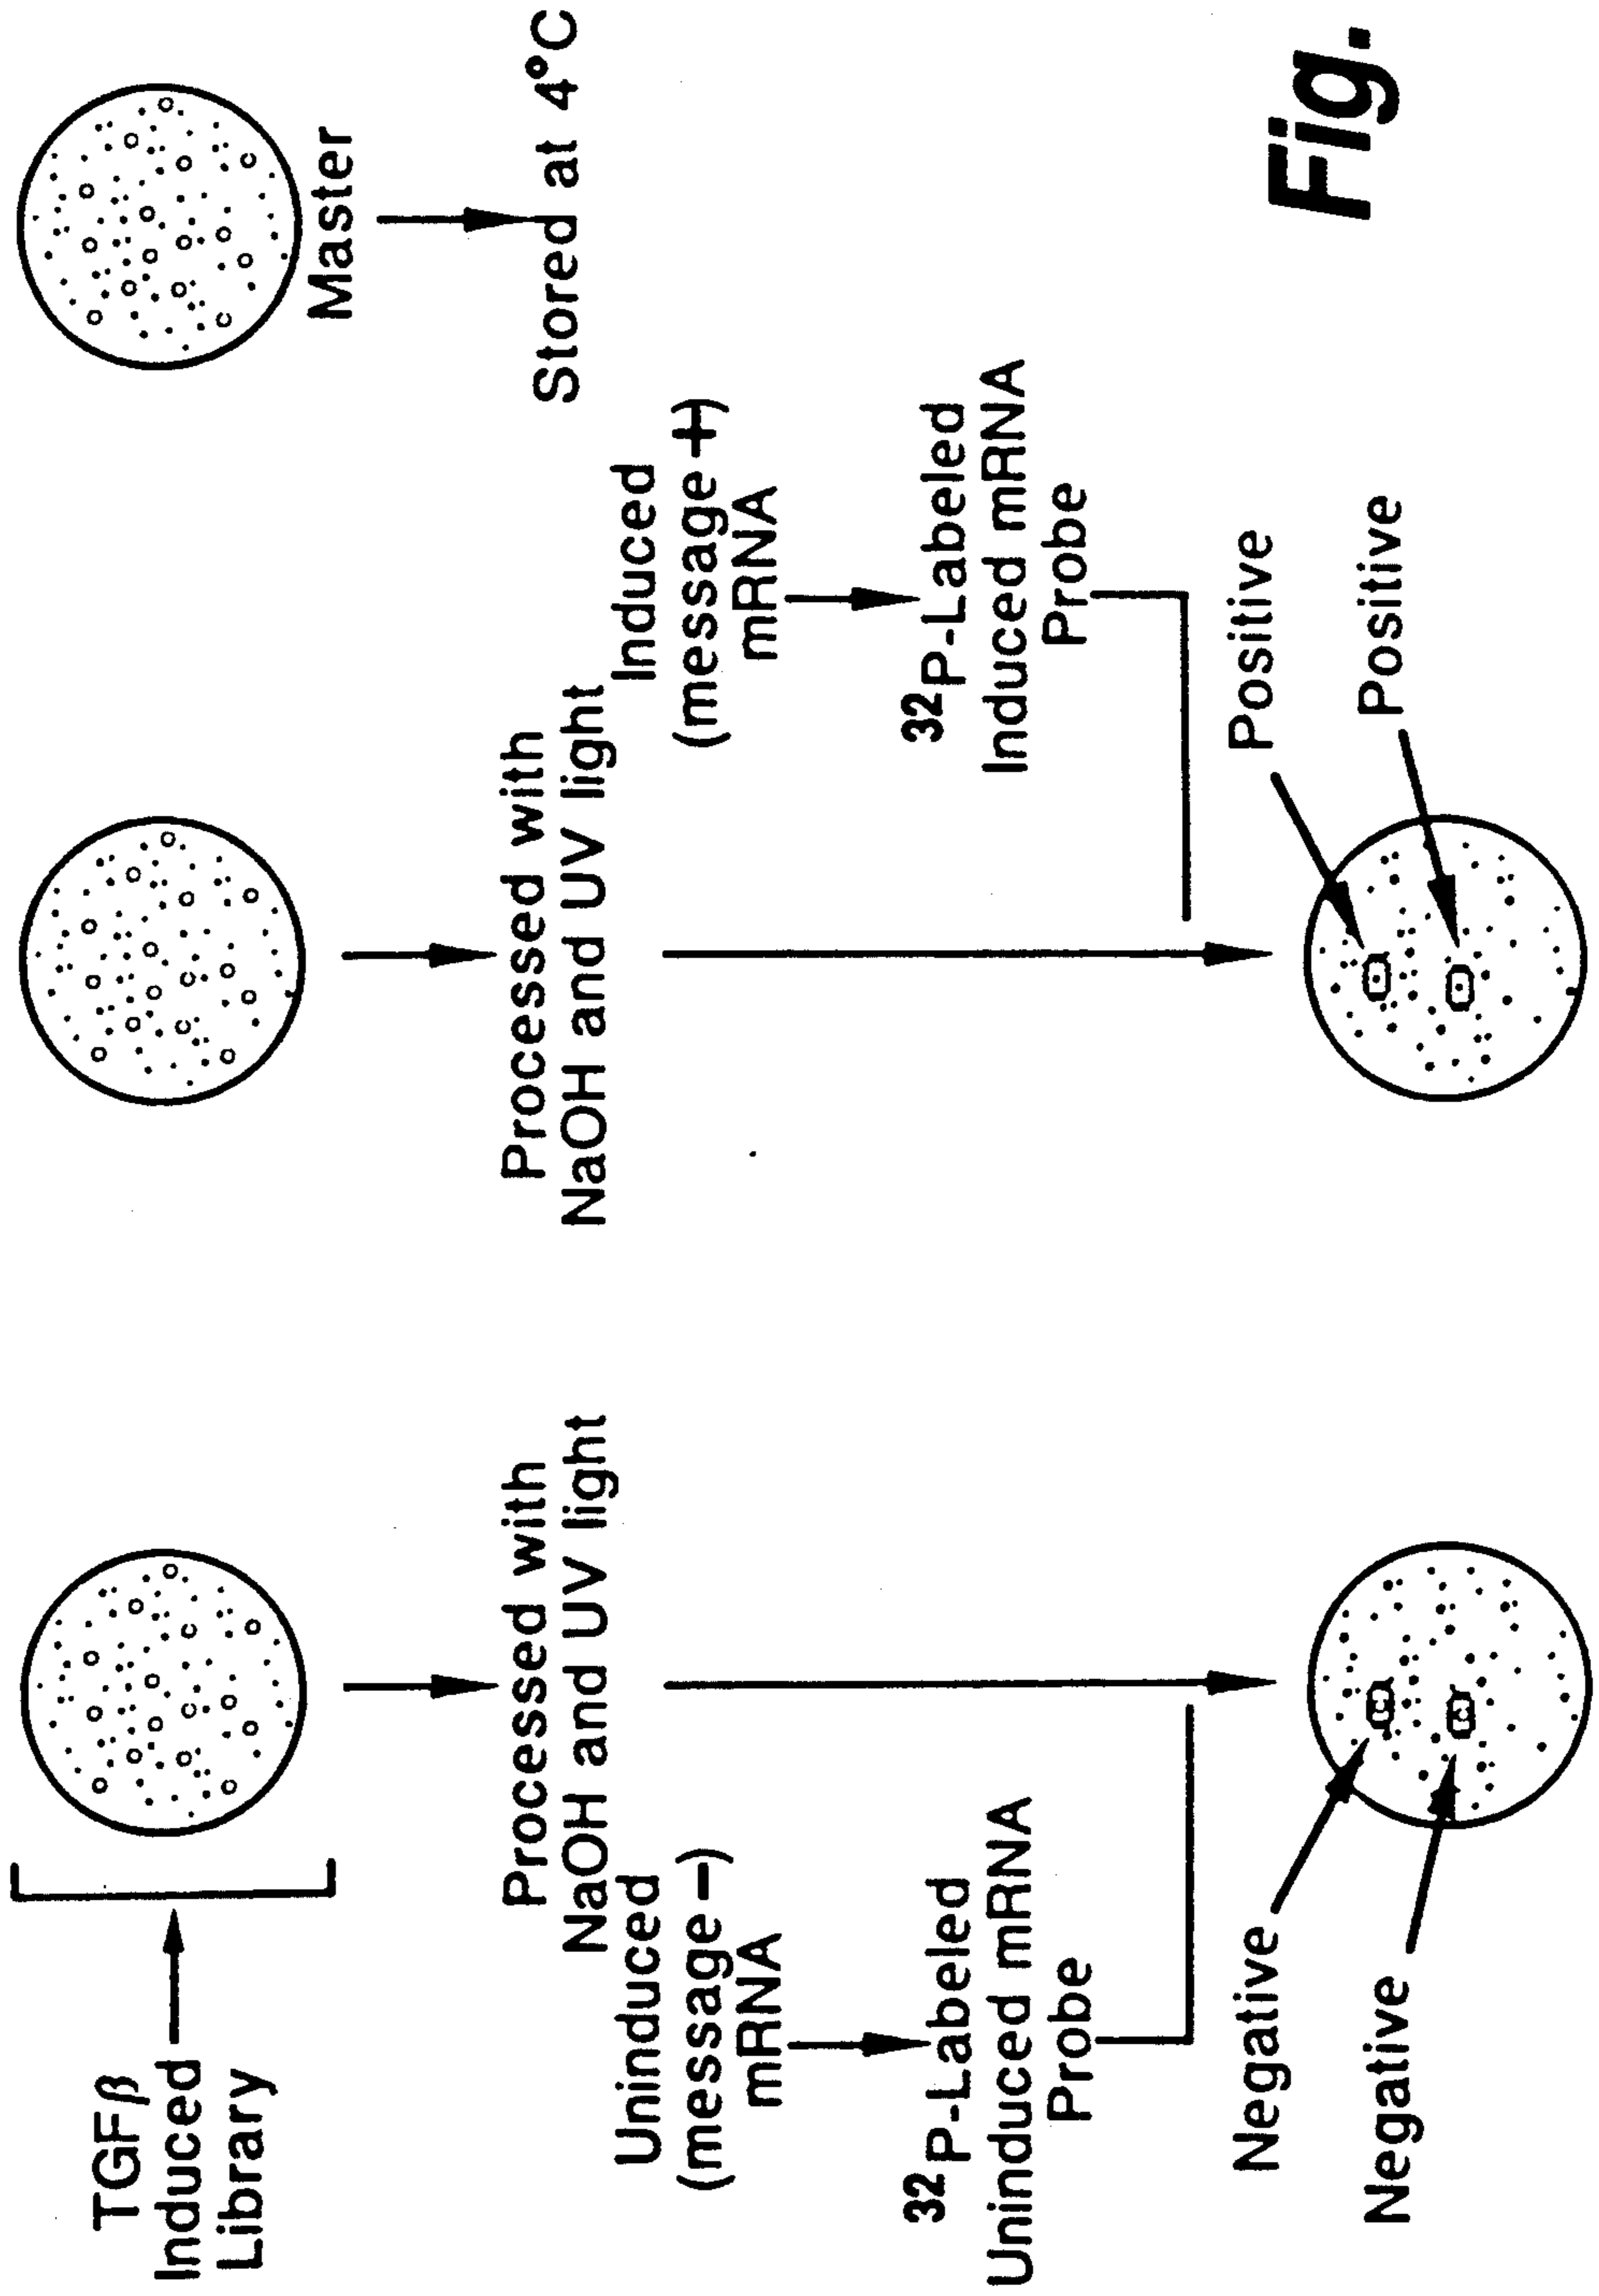 TGFβ
Induced
Library
Master
Stored at 4°C
Processed with
NaOH and UV light
Processed with
NaOH and UV light
Uninduced
(message −)
mRNA
Induced
(message +)
mRNA
32P-Labeled
Uninduced mRNA
Probe
32P-Labeled
Induced mRNA
Probe
Negative
Negative
Positive
Positive
Fig.